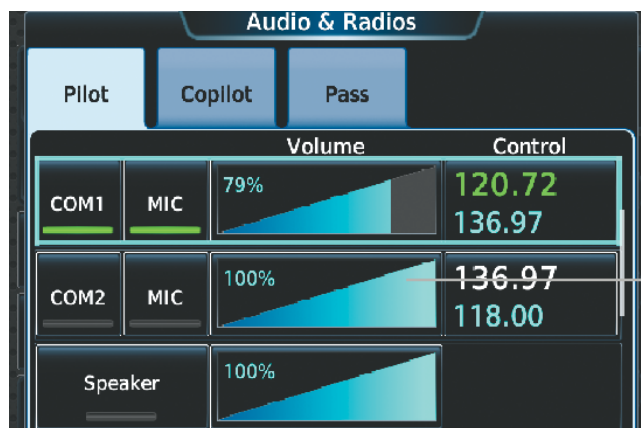 Audio & Radios
Pilot Copilot Pass
Volume Control
COM1 MIC 79% 120.72
136.97
COM2 MIC 100% 136.97
118.00
Speaker 100%